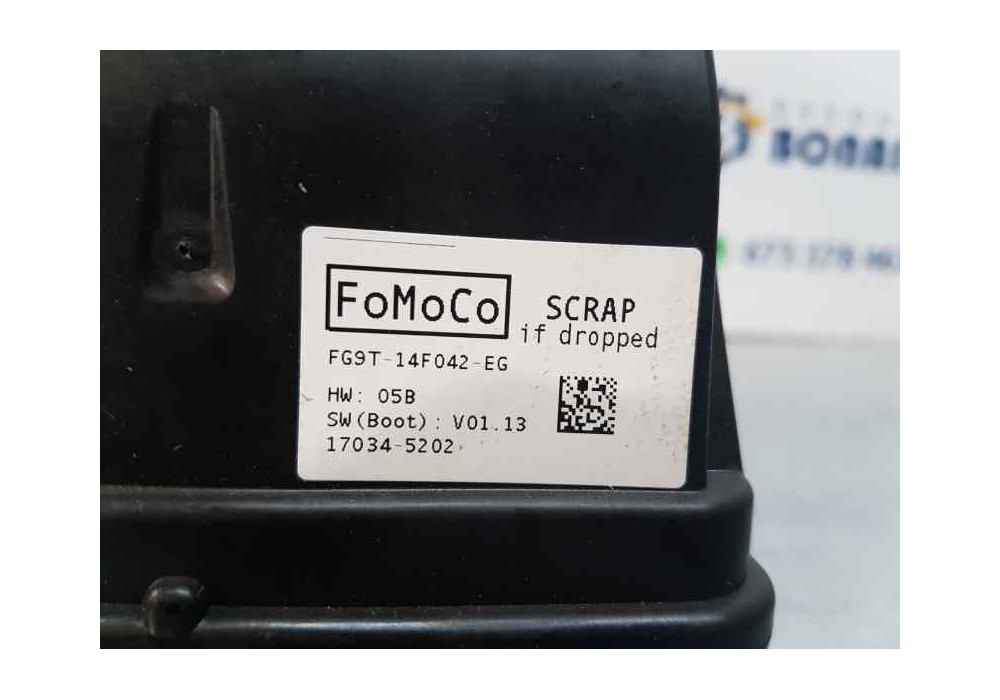 FoMoCo
SCRAP
if dropped
FG9T-14F042-EG
HW: 05B
SW(Boot): V01.13
17034-5202